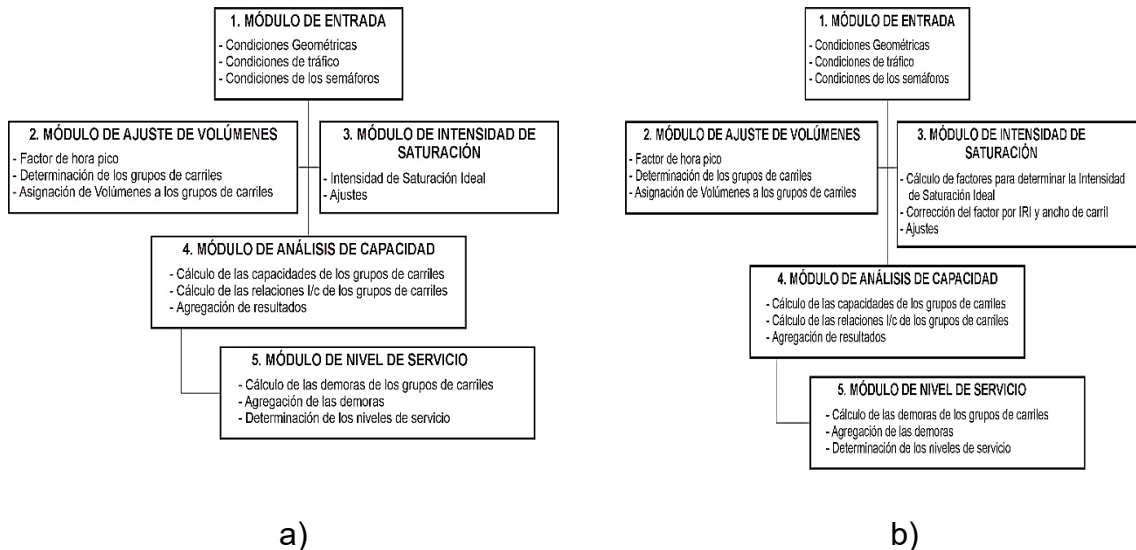 1. MÓDULO DE ENTRADA
- Condiciones Geométricas
- Condiciones de tráfico
- Condiciones de los semáforos
2. MÓDULO DE AJUSTE DE VOLÚMENES
- Factor de hora pico
- Determinación de los grupos de carriles
- Asignación de Volúmenes a los grupos de carriles
3. MÓDULO DE INTENSIDAD DE
SATURACIÓN
- Intensidad de Saturación Ideal
- Ajustes
4. MÓDULO DE ANÁLISIS DE CAPACIDAD
- Cálculo de las capacidades de los grupos de carriles
- Cálculo de las relaciones I/c de los grupos de carriles
- Agregación de resultados
5. MÓDULO DE NIVEL DE SERVICIO
- Cálculo de las demoras de los grupos de carriles
- Agregación de las demoras
- Determinación de los niveles de servicio
a)
1. MÓDULO DE ENTRADA
- Condiciones Geométricas
- Condiciones de tráfico
- Condiciones de los semáforos
2. MÓDULO DE AJUSTE DE VOLÚMENES
- Factor de hora pico
- Determinación de los grupos de carriles
- Asignación de Volúmenes a los grupos de carriles
3. MÓDULO DE INTENSIDAD DE
SATURACIÓN
- Cálculo de factores para determinar la Intensidad
de Saturación Ideal
- Corrección del factor por IRI y ancho de carril
- Ajustes
4. MÓDULO DE ANÁLISIS DE CAPACIDAD
- Cálculo de las capacidades de los grupos de carriles
- Cálculo de las relaciones I/c de los grupos de carriles
- Agregación de resultados
5. MÓDULO DE NIVEL DE SERVICIO
- Cálculo de las demoras de los grupos de carriles
- Agregación de las demoras
- Determinación de los niveles de servicio
b)